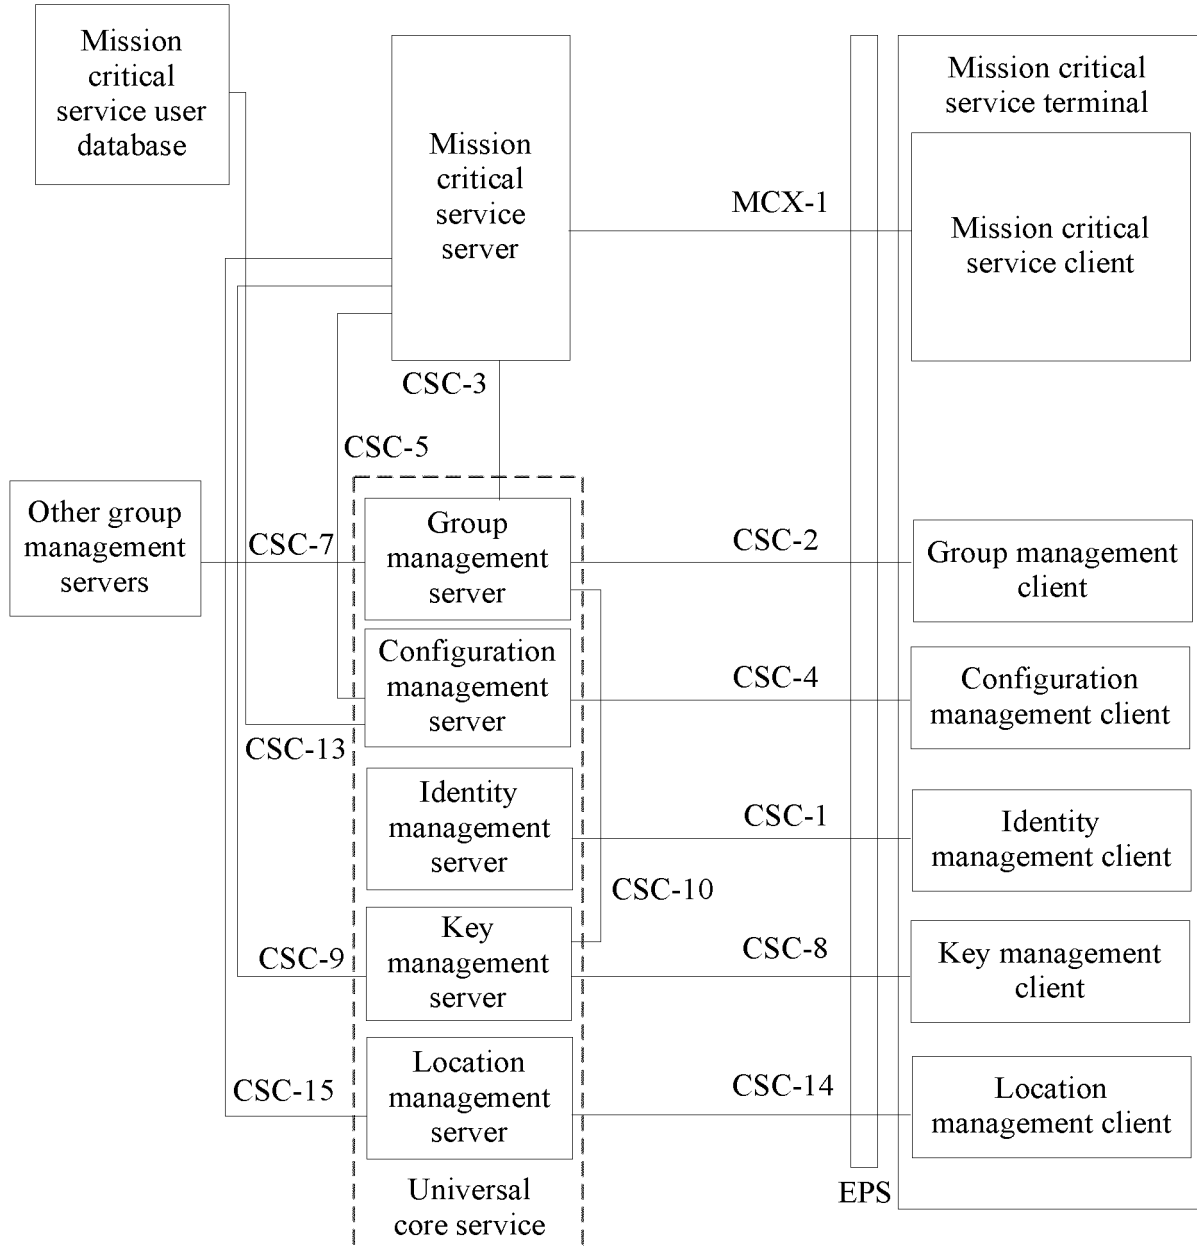 Mission
critical
service user
database
Mission
critical
service
server
Mission critical
service terminal
MCX-1
Mission critical
service client
CSC-3
CSC-5
Other group
management
servers
CSC-7
Group
management
server
CSC-2
Group management
client
Configuration
management
server
CSC-4
Configuration
management client
CSC-13
Identity
management
server
CSC-1
Identity
management client
CSC-10
CSC-9
Key
management
server
CSC-8
Key management
client
CSC-15
Location
management
server
CSC-14
Location
management client
Universal
core service
EPS